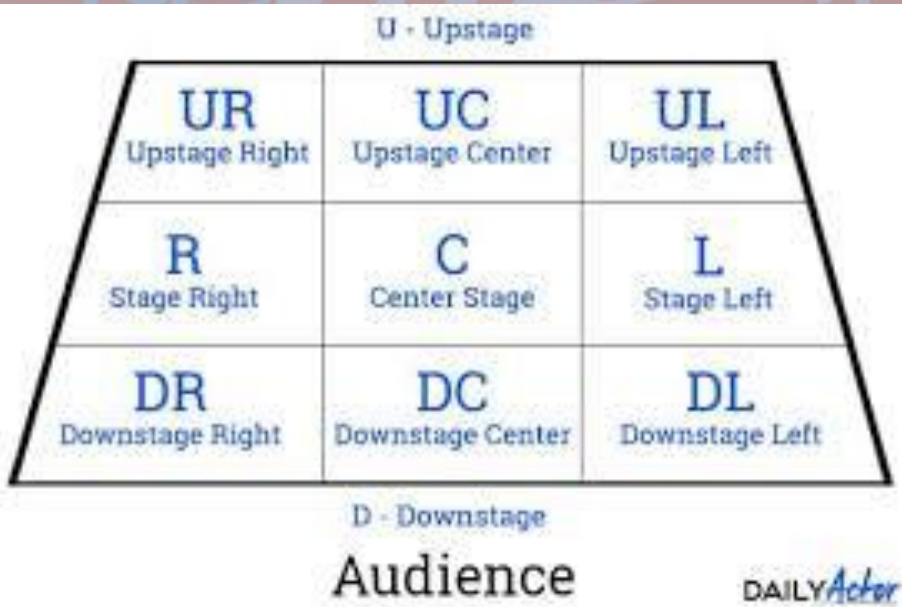 U - Upstage
UR UC UL
Upstage Right Upstage Center Upstage Left
R C L
Stage Right Center Stage Stage Left
DR DC DL
Downstage Right Downstage Center Downstage Left
D - Downstage
Audience
DAILYActor